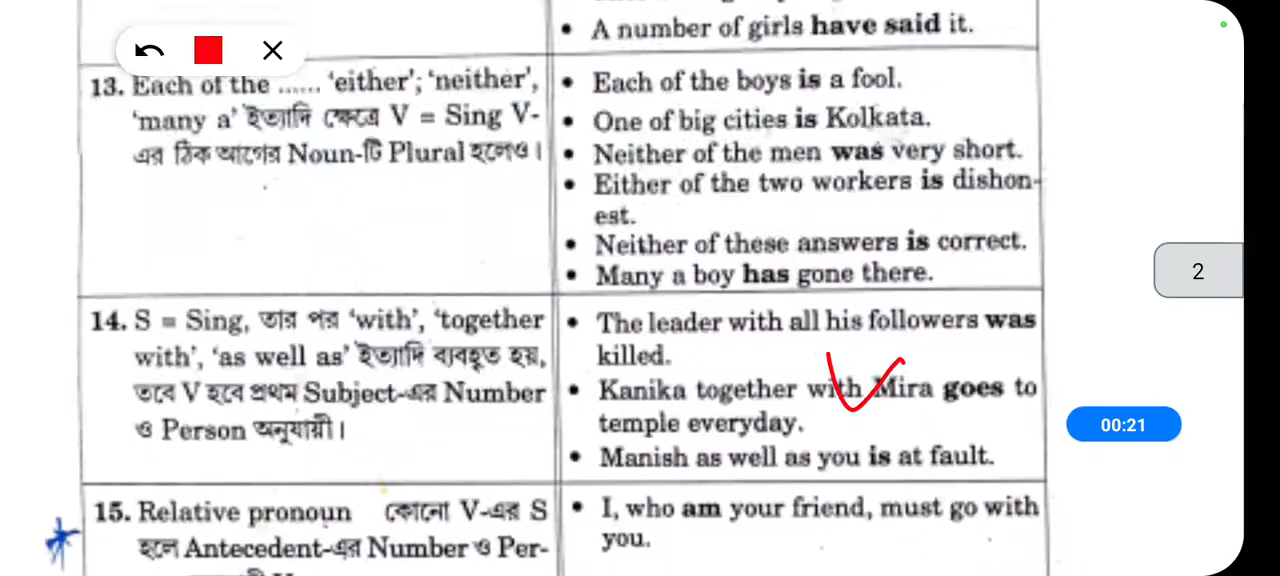 • A number of girls have said it.
13. Each of the ...... 'either'; 'neither',
'many a' ইত্যাদি ক্ষেত্রে V = Sing V-
এর ঠিক আগের Noun-টি Plural হলেও।
• Each of the boys is a fool.
• One of big cities is Kolkata.
• Neither of the men was very short.
• Either of the two workers is dishon-
est.
• Neither of these answers is correct.
• Many a boy has gone there.
14. S = Sing, তার পর 'with', 'together
with', 'as well as' ইত্যাদি ব্যবহৃত হয়,
তবে V হবে প্রথম Subject-এর Number
ও Person অনুযায়ী।
• The leader with all his followers was
killed.
• Kanika together with Mira goes to
temple everyday.
• Manish as well as you is at fault.
15. Relative pronoun কোনো V-এর S
হলে Antecedent-এর Number ও Per-
• I, who am your friend, must go with
you.
2
00:21